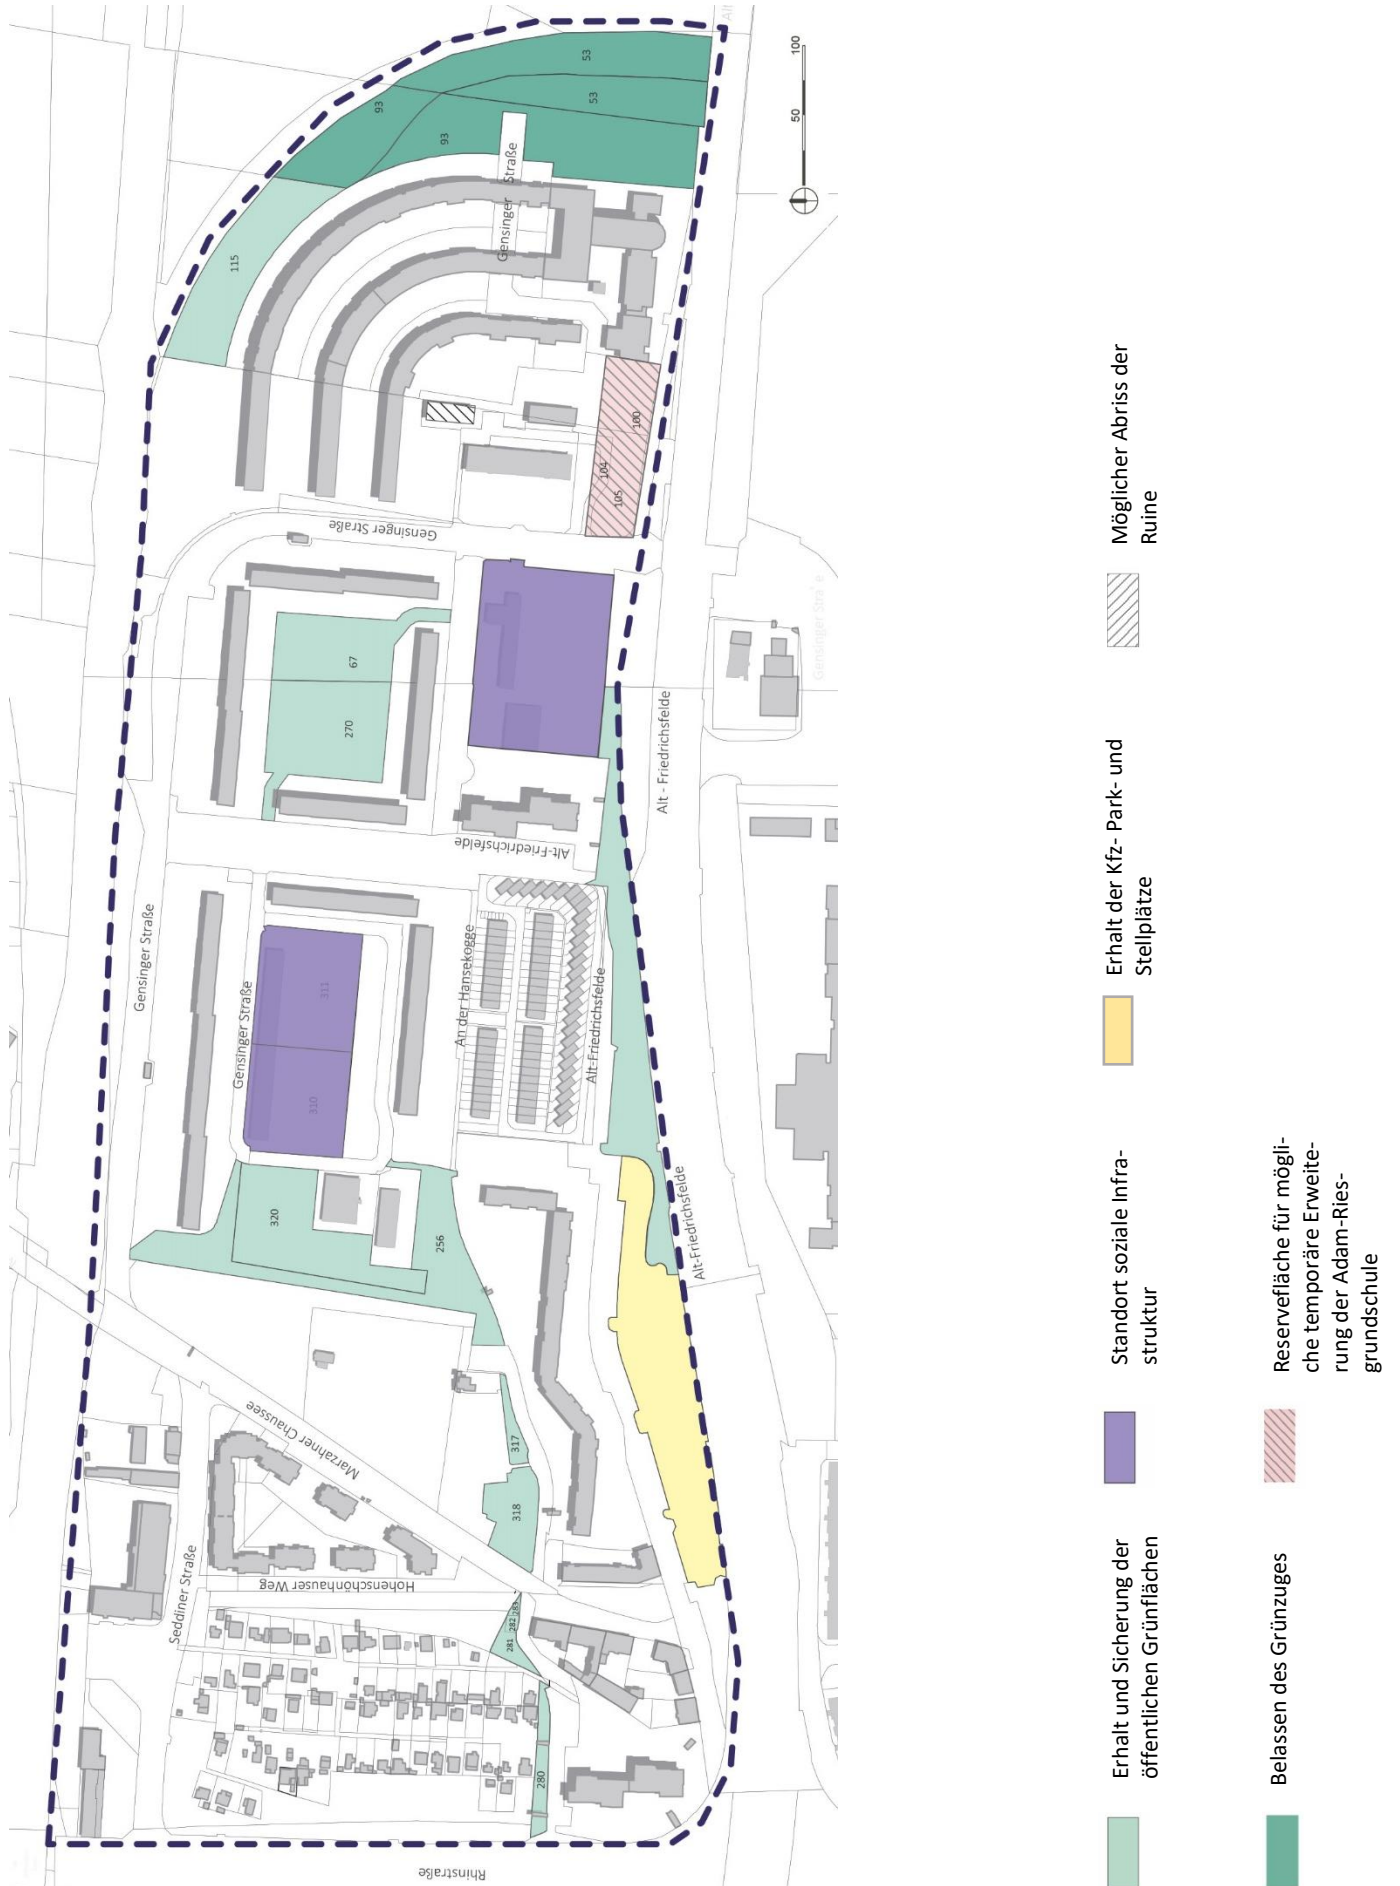 Rhinstraße
Seddiner Straße
Hohenschönhauser Weg
Marzahner Chaussee
280
281
282
283
318
317
320
256
Gensinger Straße
Gensinger Straße
310
311
An der Hansekogge
Alt-Friedrichsfelde
Alt-Friedrichsfelde
Alt-Friedrichsfelde
Alt - Friedrichsfelde
270
67
Gensinger Straße
105
104
100
115
Gensinger Straße
93
93
53
53
50
100
Erhalt und Sicherung der
öffentlichen Grünflächen
Standort soziale Infra-
struktur
Erhalt der Kfz- Park- und
Stellplätze
Möglicher Abriss der
Ruine
Belassen des Grünzuges
Reservefläche für mögli-
che temporäre Erweite-
rung der Adam-Ries-
grundschule